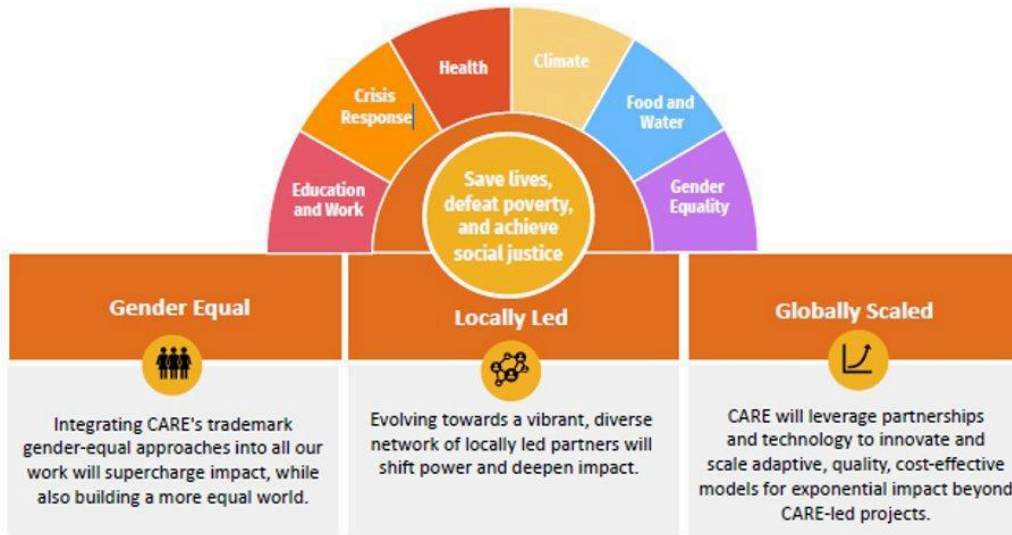 Education
and Work
Crisis
Response
Health
Climate
Food and
Water
Gender
Equality
Save lives,
defeat poverty,
and achieve
social justice
Gender Equal
Integrating CARE's trademark
gender-equal approaches into all our
work will supercharge impact, while
also building a more equal world.
Locally Led
Evolving towards a vibrant, diverse
network of locally led partners will
shift power and deepen impact.
Globally Scaled
CARE will leverage partnerships
and technology to innovate and
scale adaptive, quality, cost-effective
models for exponential impact beyond
CARE-led projects.